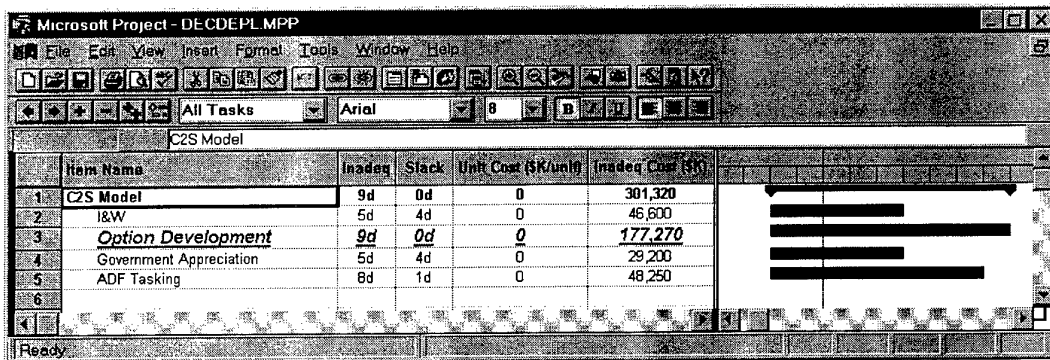 Microsoft Project - DECDEPL.MPP
File Edit View Insert Format Tools Window Help
All Tasks Arial 8 B I U
C2S Model
Item Name Inadeq Slack Unit Cost ($K/unit) Inadeq Cost ($K)
1 C2S Model 9d 0d 0 301,320
2 I&W 5d 4d 0 46,600
3 Option Development 9d 0d 0 177,270
4 Government Appreciation 5d 4d 0 29,200
5 ADF Tasking 8d 1d 0 48,250
6
Ready